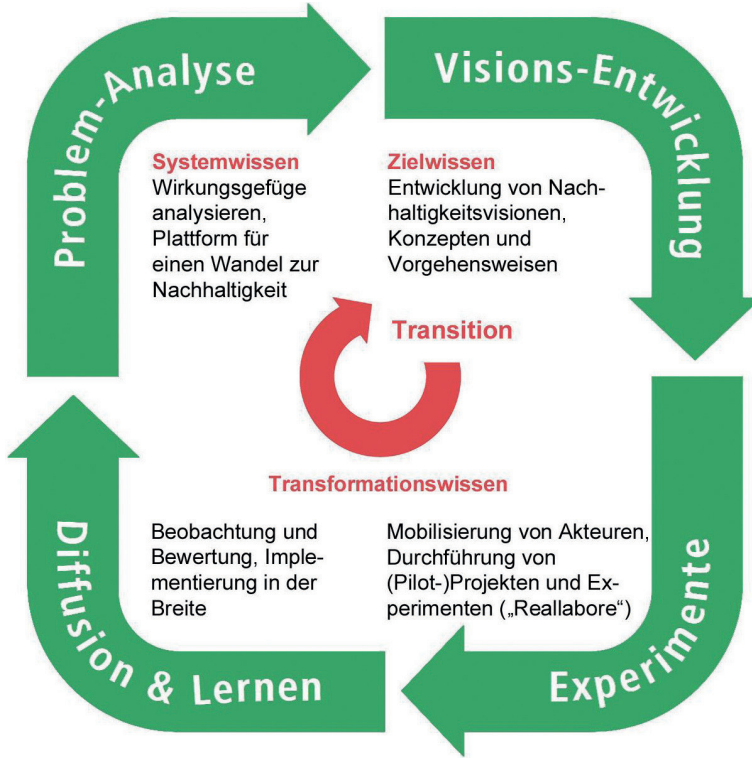 Problem-Analyse
Visions-Entwicklung
Systemwissen
Wirkungsgefüge
analysieren,
Plattform für
einen Wandel zur
Nachhaltigkeit
Zielwissen
Entwicklung von Nach-
haltigkeitsvisionen,
Konzepten und
Vorgehensweisen
Transition
Transformationswissen
Beobachtung und
Bewertung, Imple-
mentierung in der
Breite
Mobilisierung von Akteuren,
Durchführung von
(Pilot-)Projekten und Ex-
perimenten („Reallabore“)
Experimente
Diffusion & Lernen